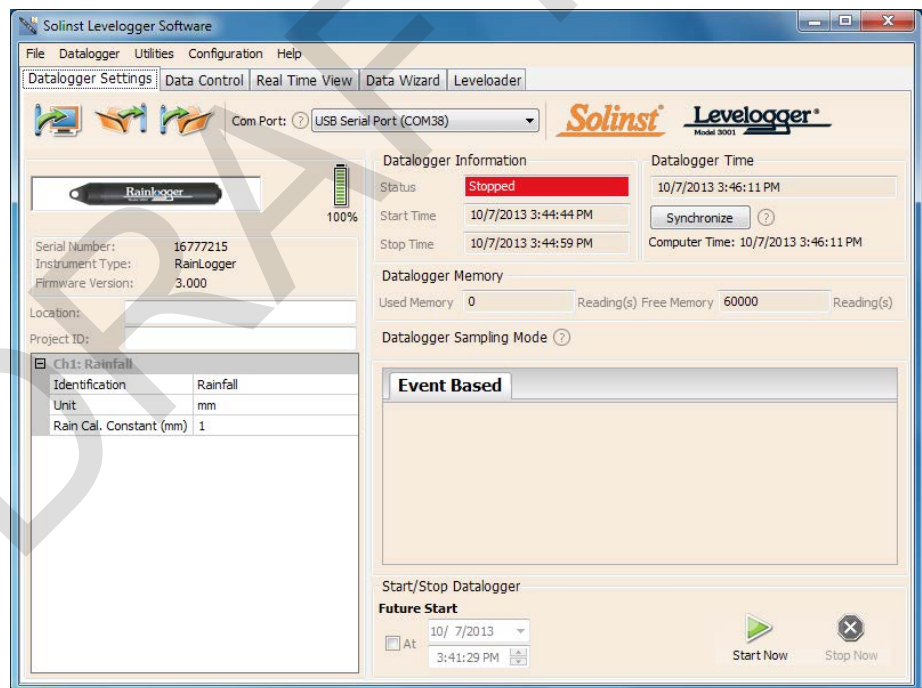 Solinst Levelogger Software
File Datalogger Utilities Configuration Help
Datalogger Settings Data Control Real Time View Data Wizard Leveloader
Com Port: ? USB Serial Port (COM38)
Solinst Levelogger
Model 3001
Rainlogger
100%
Serial Number: 16777215
Instrument Type: RainLogger
Firmware Version: 3.000
Location:
Project ID:
Ch1: Rainfall
Identification Rainfall
Unit mm
Rain Cal. Constant (mm) 1
Datalogger Information
Status Stopped
Start Time 10/7/2013 3:44:44 PM
Stop Time 10/7/2013 3:44:59 PM
Datalogger Time
10/7/2013 3:46:11 PM
Synchronize ?
Computer Time: 10/7/2013 3:46:11 PM
Datalogger Memory
Used Memory 0 Reading(s) Free Memory 60000 Reading(s)
Datalogger Sampling Mode ?
Event Based
Start/Stop Datalogger
Future Start
At 10/ 7/2013
3:41:29 PM
Start Now Stop Now
DRAFT